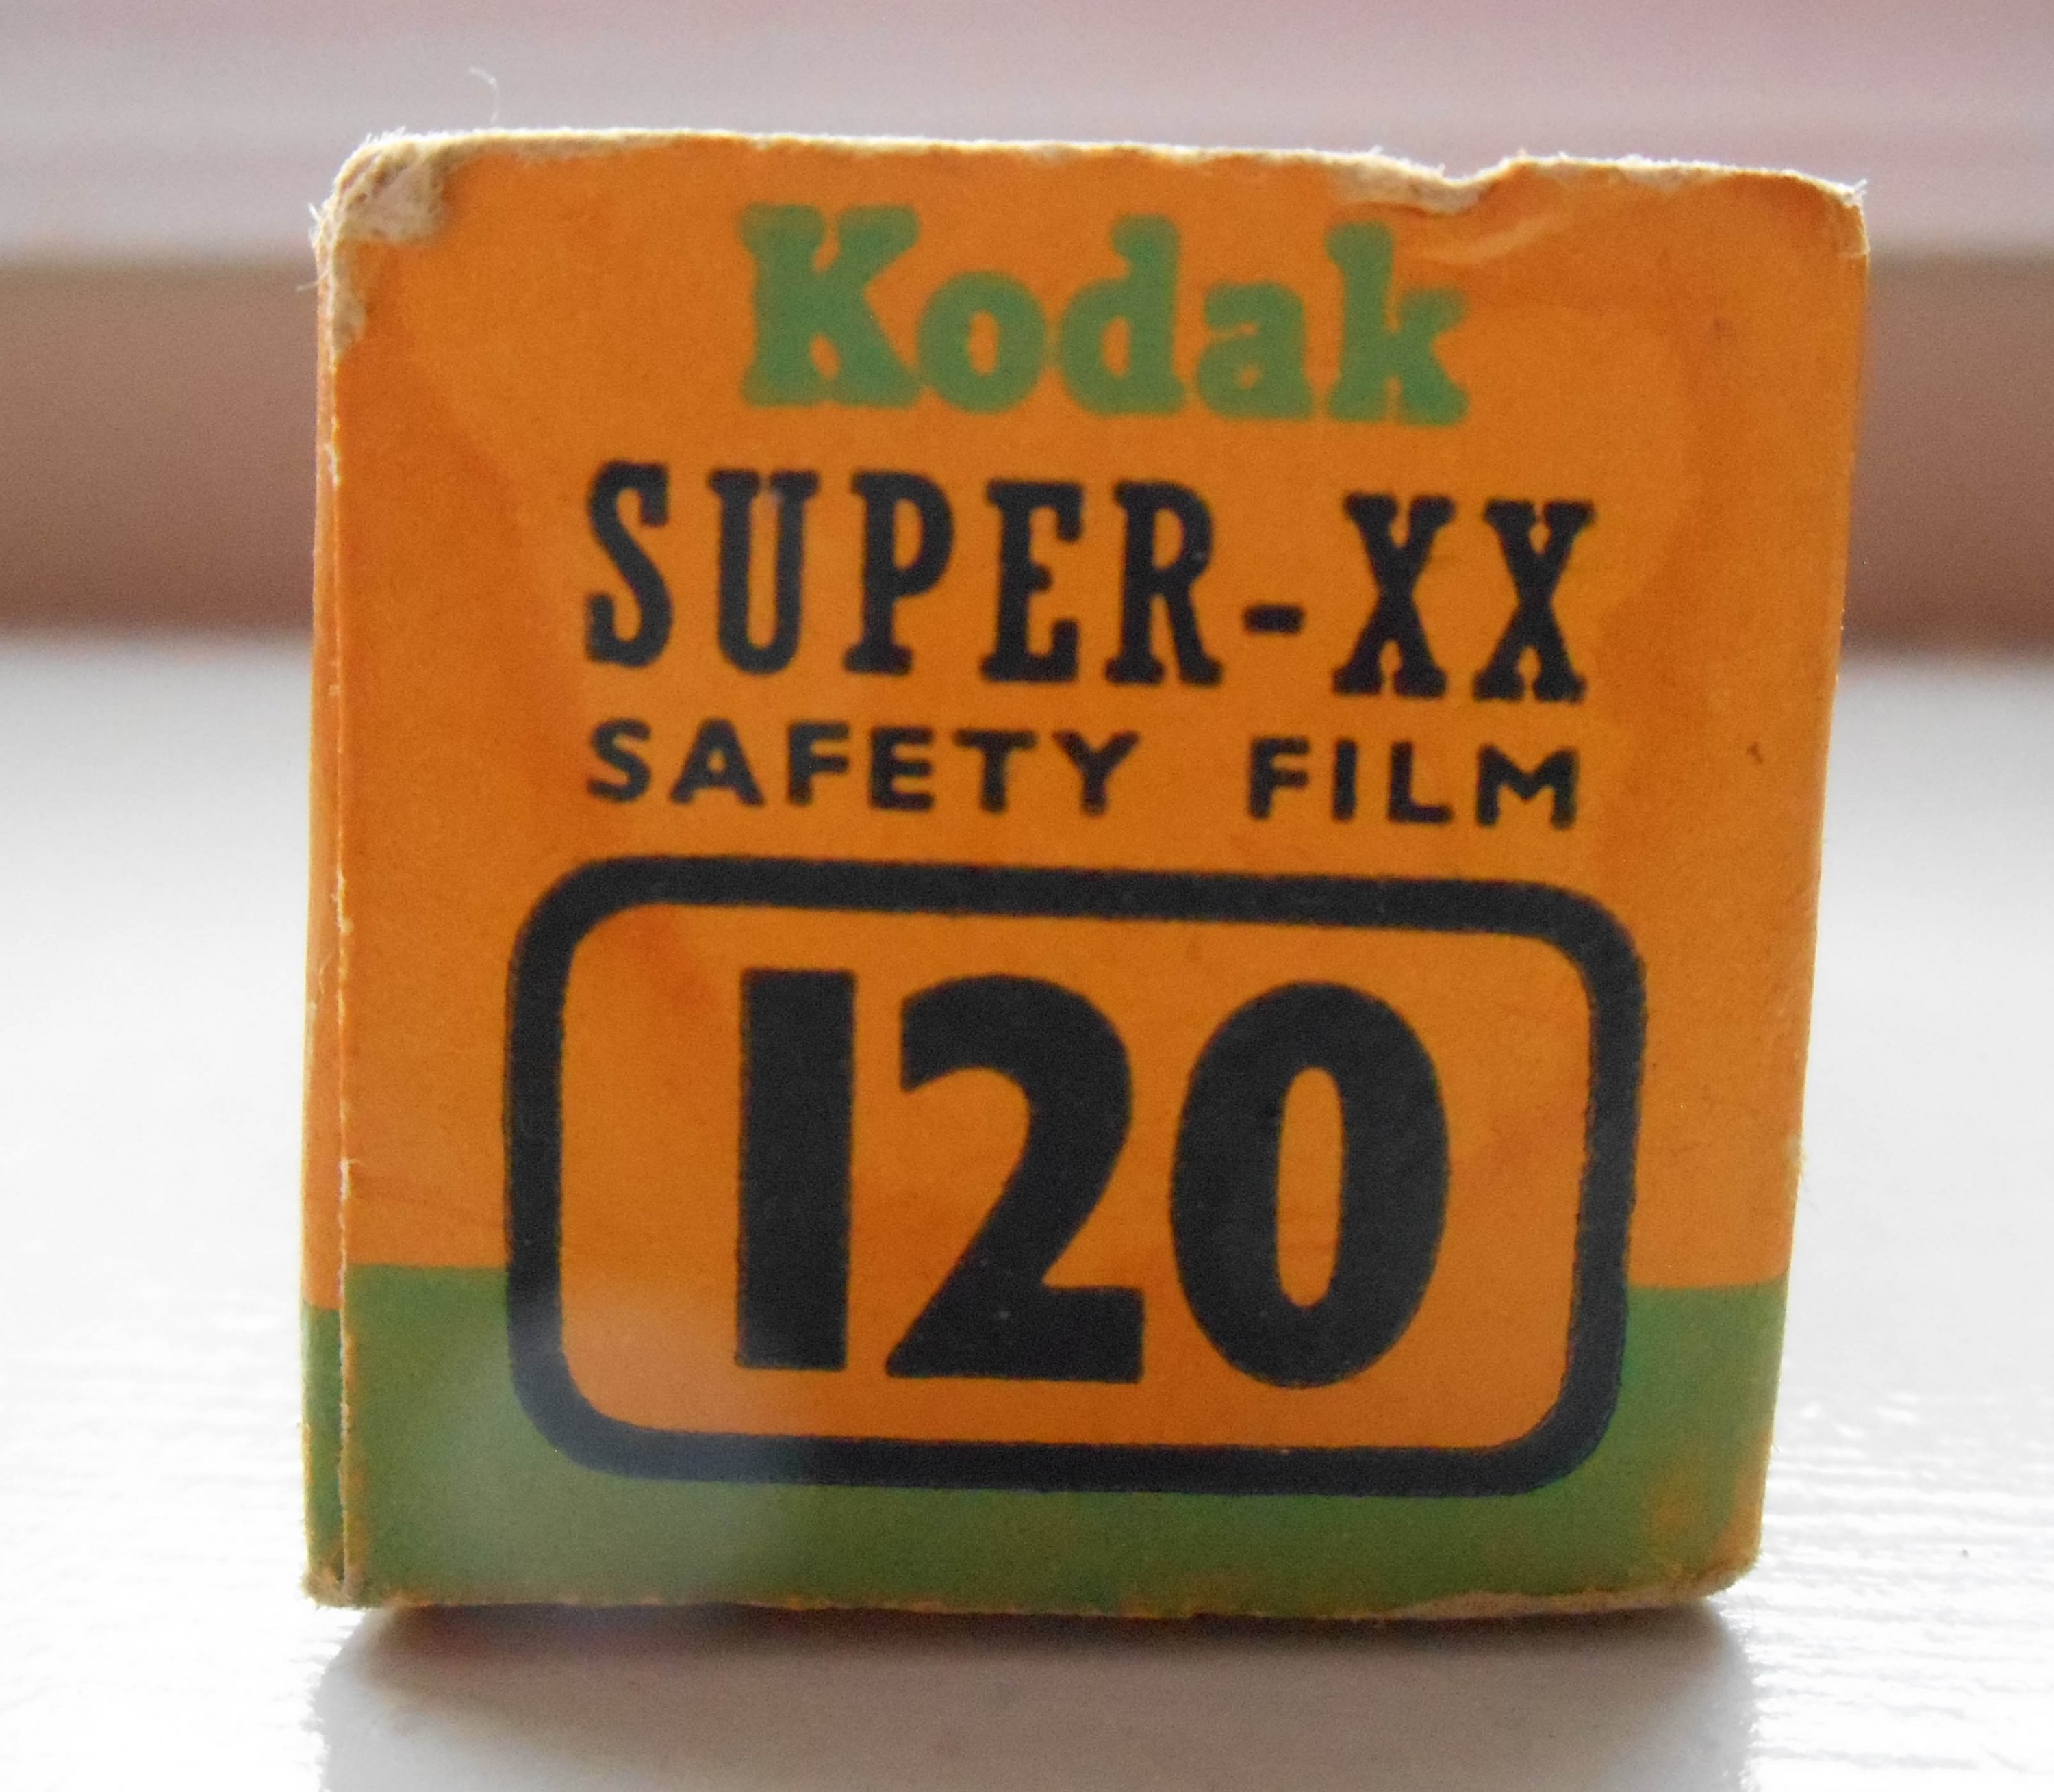 Kodak
SUPER-XX
SAFETY FILM
120